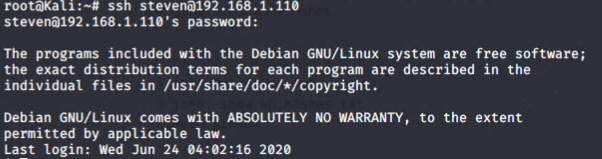 root@Kali:~# ssh steven@192.168.1.110
steven@192.168.1.110's password:
The programs included with the Debian GNU/Linux system are free software;
the exact distribution terms for each program are described in the
individual files in /usr/share/doc/*/copyright.
Debian GNU/Linux comes with ABSOLUTELY NO WARRANTY, to the extent
permitted by applicable law.
Last login: Wed Jun 24 04:02:16 2020